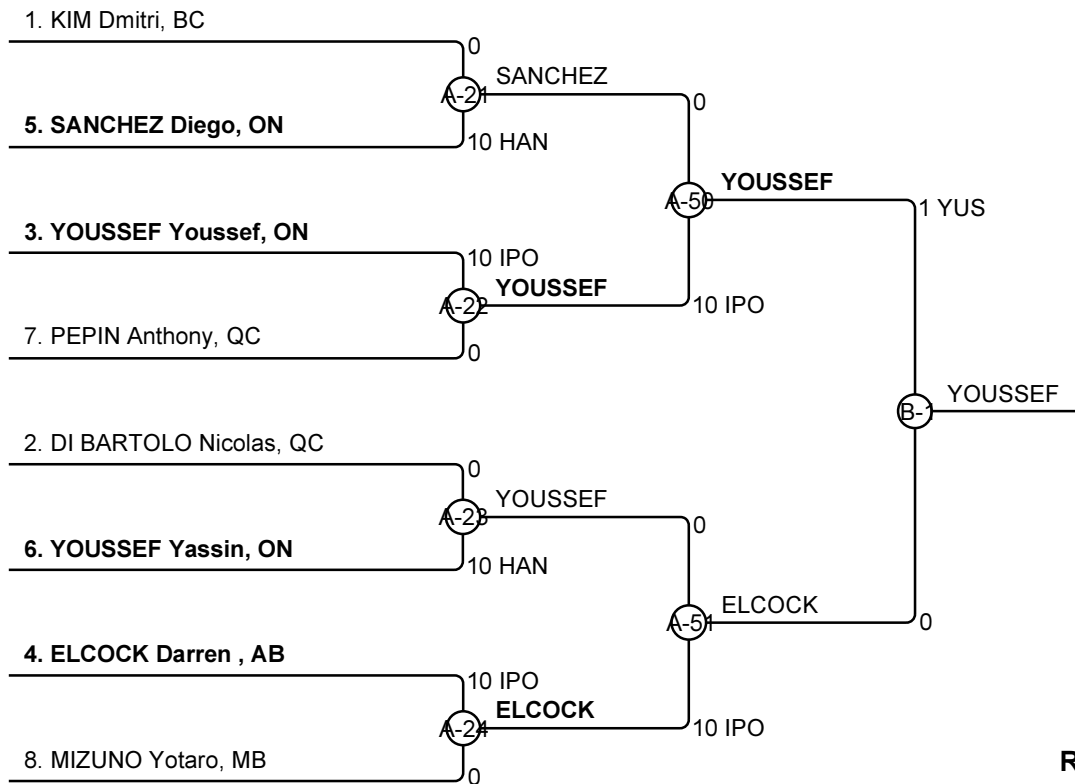 1. KIM Dmitri, BC
0
A-21
SANCHEZ
0
5. SANCHEZ Diego, ON
10 HAN
A-50
YOUSSEF
1 YUS
3. YOUSSEF Youssef, ON
10 IPO
A-22
YOUSSEF
10 IPO
7. PEPIN Anthony, QC
0
B-1
YOUSSEF
2. DI BARTOLO Nicolas, QC
0
A-23
YOUSSEF
0
6. YOUSSEF Yassin, ON
10 HAN
A-51
ELCOCK
0
4. ELCOCK Darren , AB
10 IPO
A-24
ELCOCK
10 IPO
8. MIZUNO Yotaro, MB
0
R